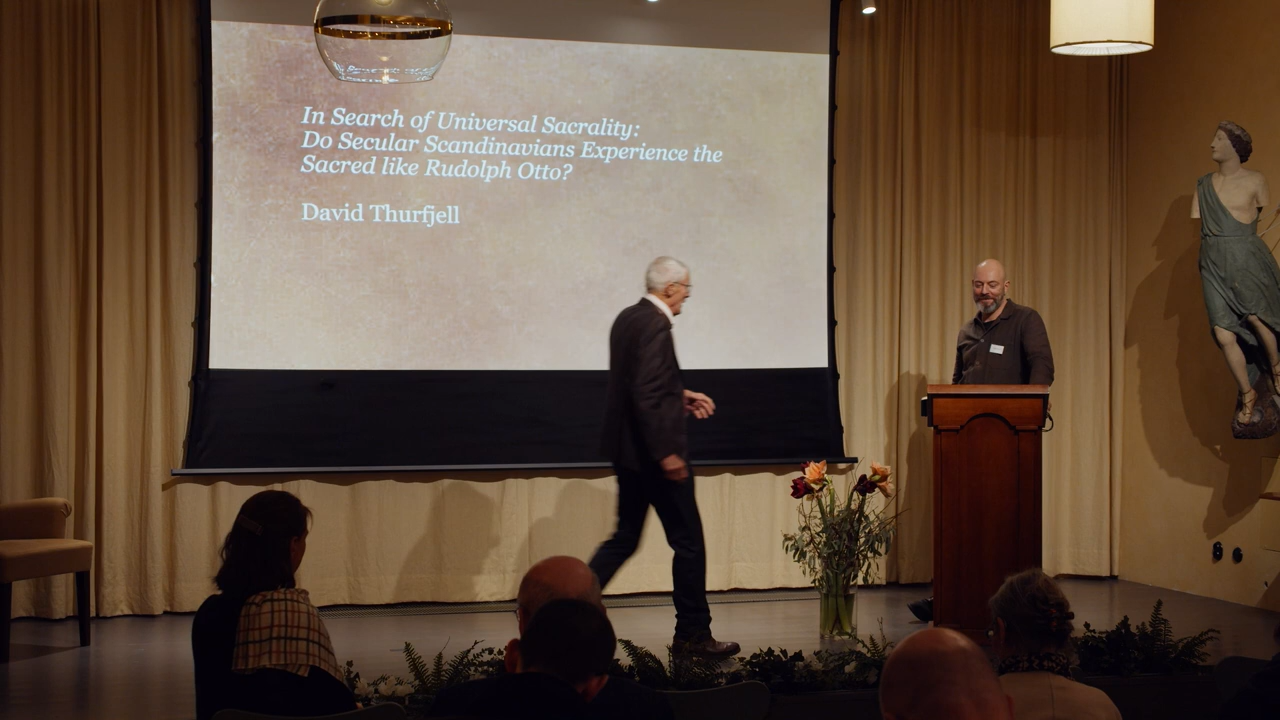 In Search of Universal Sacrality:
Do Secular Scandinavians Experience the
Sacred like Rudolph Otto?
David Thurfjell